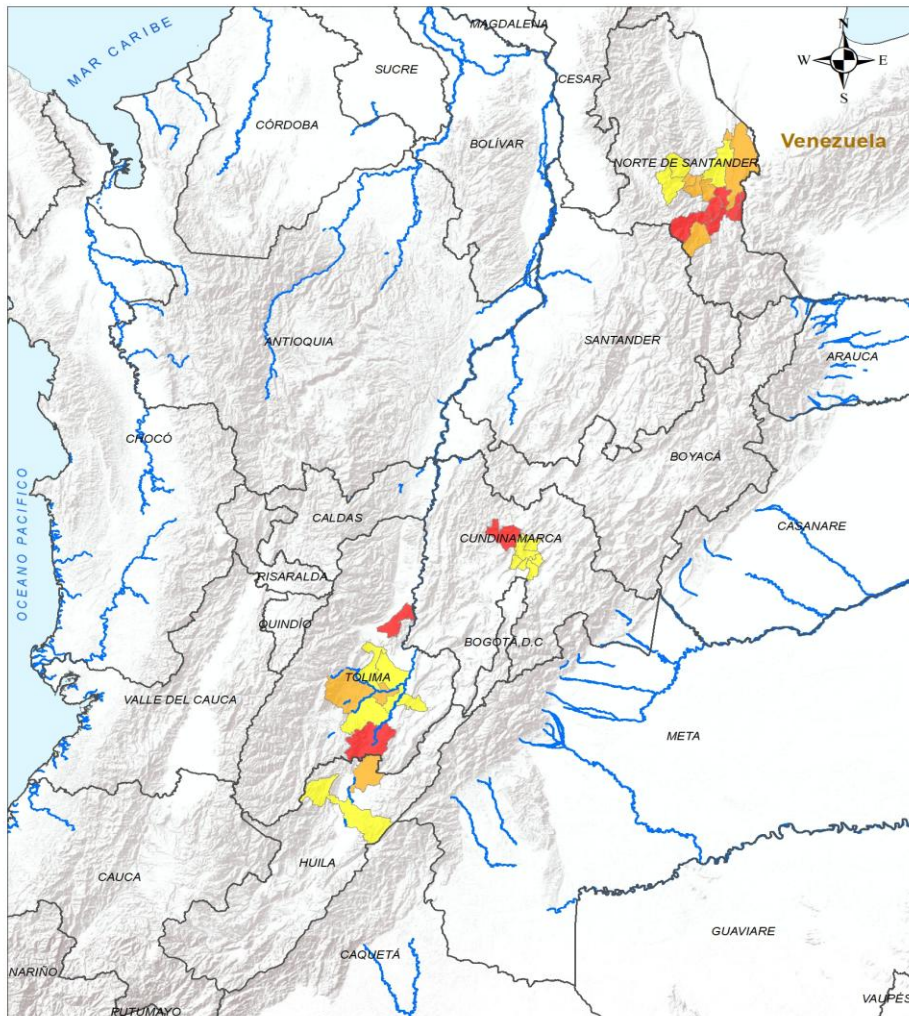 MAGDALENA
MAR CARIBE
N
W E
S
SUCRE
CESAR
CÓRDOBA
BOLÍVAR
Venezuela
NORTE DE SANTANDER
ANTIOQUIA
SANTANDER
ARAUCA
CHOCÓ
BOYACÁ
CALDAS
CASANARE
CUNDINAMARCA
OCEANO PACIFICO
RISARALDA
QUINDÍO
BOGOTÁ, D.C
TOLIMA
VALLE DEL CAUCA
META
HUILA
CAUCA
GUAVIARE
CAQUETÁ
NARIÑO
VAUPÉS
PUTUMAYO